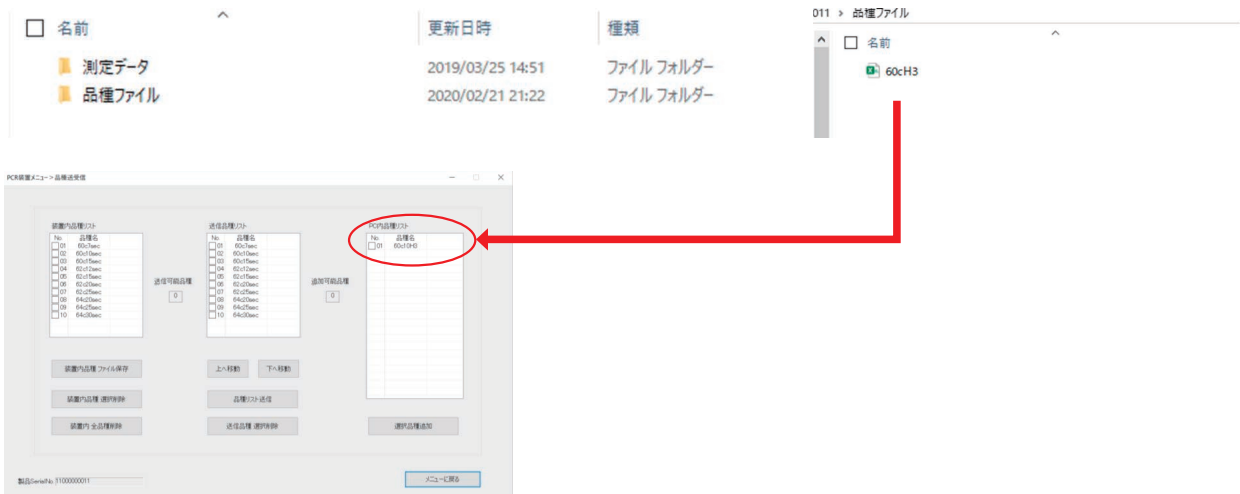 名前 更新日時 種類
測定データ 2019/03/25 14:51 ファイル フォルダー
品種ファイル 2020/02/21 21:22 ファイル フォルダー
011 > 品種ファイル
名前
60cH3
PCR装置メニュー > 品種送受信
装置内品種リスト
No. 品種名
01 60c7sec
02 60c10sec
03 60c15sec
04 62c12sec
05 62c15sec
06 62c20sec
07 62c25sec
08 64c20sec
09 64c25sec
10 64c30sec
送信可能品種
0
送信品種リスト
No. 品種名
01 60c7sec
02 60c10sec
03 60c15sec
04 62c12sec
05 62c15sec
06 62c20sec
07 62c25sec
08 64c20sec
09 64c25sec
10 64c30sec
追加可能品種
0
PC内品種リスト
No. 品種名
01 60c10H3
装置内品種 ファイル保存
装置内品種 選択削除
装置内 全品種削除
上へ移動 下へ移動
品種リスト送信
送信品種 選択削除
選択品種追加
製品SerialNo 11000000011
メニューに戻る